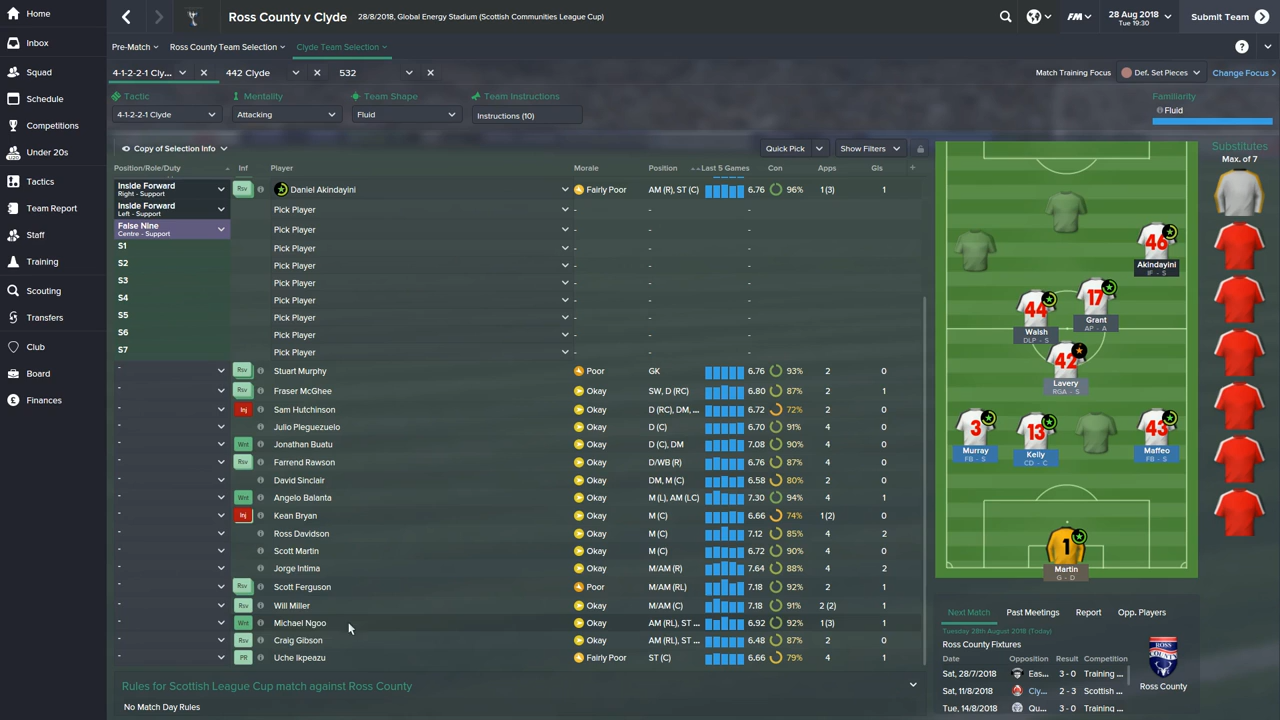 Home
Ross County v Clyde
28/8/2018, Global Energy Stadium (Scottish Communities League Cup)
FM
28 Aug 2018
Tue 19:30
Submit Team
Inbox
Squad
Schedule
Competitions
Under 20s
U20
Tactics
Team Report
Staff
Training
Scouting
Transfers
Club
Board
Finances
Pre-Match
Ross County Team Selection
Clyde Team Selection
?
4-1-2-2-1 Cly...
442 Clyde
532
Match Training Focus
Def. Set Pieces
Change Focus
Tactic
Mentality
Team Shape
Team Instructions
Familiarity
4-1-2-2-1 Clyde
Attacking
Fluid
Instructions (10)
Fluid
Copy of Selection Info
Quick Pick
Show Filters
Substitutes
Max. of 7
Position/Role/Duty Inf Player Morale Position Last 5 Games Con Apps Gls
Inside Forward
Right - Support
Rsv Daniel Akindayini Fairly Poor AM (R), ST (C) 6.76 96% 1(3) 1
Inside Forward
Left - Support
Pick Player - - -
False Nine
Centre - Support
Pick Player - - -
S1 Pick Player - - -
S2 Pick Player - - -
S3 Pick Player - - -
S4 Pick Player - - -
S5 Pick Player - - -
S6 Pick Player - - -
S7 Pick Player - - -
- Rsv Stuart Murphy Poor GK 6.76 93% 2 0
- Rsv Fraser McGhee Okay SW, D (RC) 6.80 87% 2 1
- Inj Sam Hutchinson Okay D (RC), DM, ... 6.72 72% 2 0
- Julio Pleguezuelo Okay D (C) 6.70 91% 4 0
- Wnt Jonathan Buatu Okay D (C), DM 7.08 90% 4 0
- Rsv Farrend Rawson Okay D/WB (R) 6.76 87% 4 0
- David Sinclair Okay DM, M (C) 6.58 80% 2 0
- Wnt Angelo Balanta Okay M (L), AM (LC) 7.30 94% 4 1
- Inj Kean Bryan Okay M (C) 6.66 74% 1(2) 0
- Ross Davidson Okay M (C) 7.12 85% 4 2
- Scott Martin Okay M (C) 6.72 90% 4 0
- Jorge Intima Okay M/AM (R) 7.64 88% 4 2
- Rsv Scott Ferguson Poor M/AM (RL) 7.18 92% 2 1
- Rsv Will Miller Okay M/AM (C) 7.18 91% 2 (2) 1
- Wnt Michael Ngoo Okay AM (RL), ST ... 6.92 92% 1(3) 1
- Rsv Craig Gibson Okay AM (RL), ST ... 6.48 87% 2 0
- PR Uche Ikpeazu Fairly Poor ST (C) 6.66 79% 4 1
Rules for Scottish League Cup match against Ross County
No Match Day Rules
46
Akindayini
IF - S
17
Grant
AP - A
44
Walsh
DLP - S
42
Lavery
RGA - S
3
Murray
FB - S
13
Kelly
CD - C
43
Maffeo
FB - S
1
Martin
G - D
Next Match
Past Meetings
Report
Opp. Players
Tuesday 28th August 2018 (Today)
Ross County Fixtures
Date Opposition Result Competition
Sat, 28/7/2018 Eas... 3 - 0 Training ...
Sat, 11/8/2018 Cly... 2 - 3 Scottish ...
Tue, 14/8/2018 Qu... 3 - 0 Training ...
ROSS COUNTY
Ross County